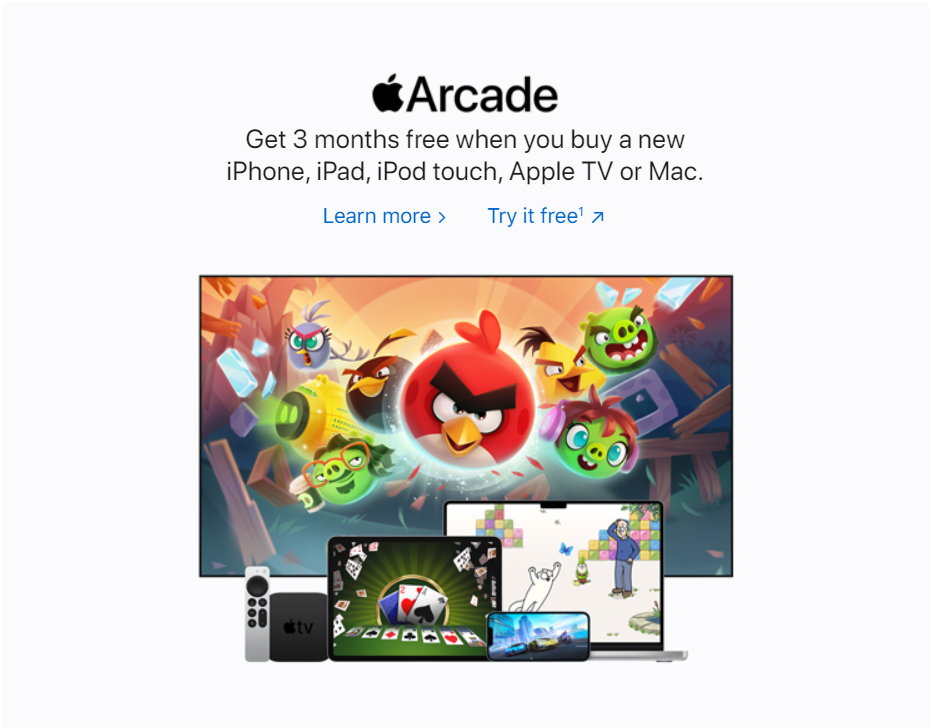 Arcade
Get 3 months free when you buy a new
iPhone, iPad, iPod touch, Apple TV or Mac.
Learn more > Try it free¹ ↗
tv